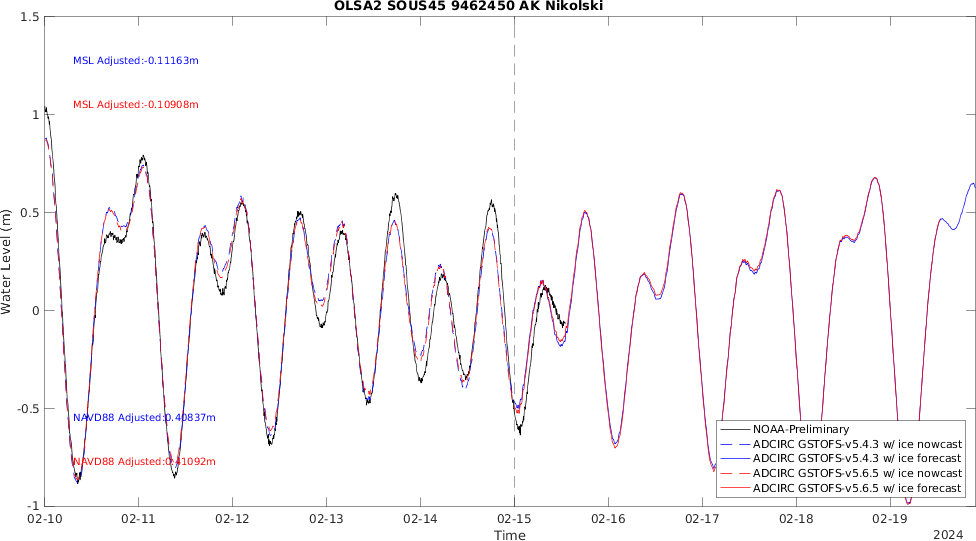 OLSA2 SOUS45 9462450 AK Nikolski
1.5
1
0.5
0
-0.5
-1
Water Level (m)
MSL Adjusted:-0.11163m
MSL Adjusted:-0.10908m
NAVD88 Adjusted:0.40837m
NAVD88 Adjusted:0.41092m
NOAA-Preliminary
ADCIRC GSTOFS-v5.4.3 w/ ice nowcast
ADCIRC GSTOFS-v5.4.3 w/ ice forecast
ADCIRC GSTOFS-v5.6.5 w/ ice nowcast
ADCIRC GSTOFS-v5.6.5 w/ ice forecast
02-10 02-11 02-12 02-13 02-14 02-15 02-16 02-17 02-18 02-19
Time
2024